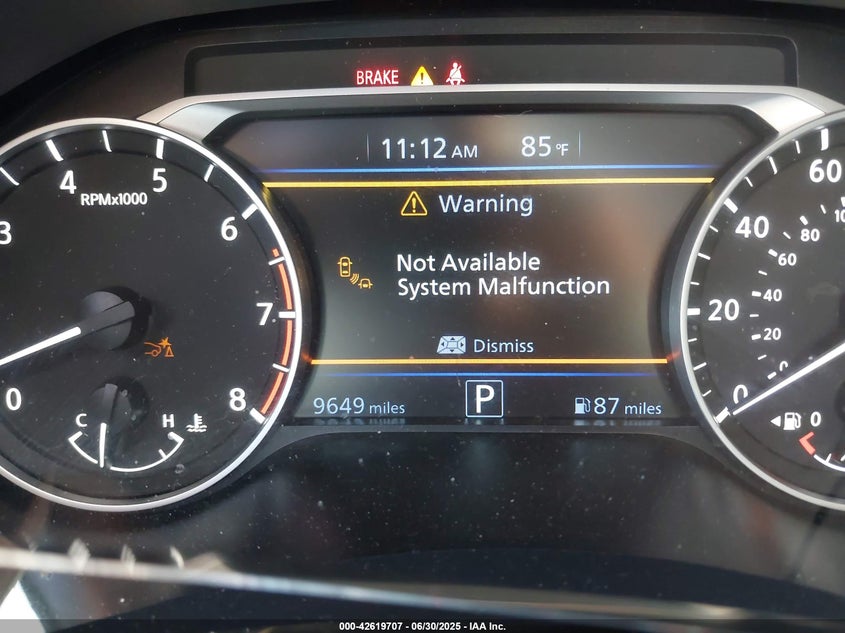 BRAKE
11:12 AM 85°F
Warning
Not Available
System Malfunction
Dismiss
9649 miles P 87 miles
3 4 5 6 7 8 0
RPMx1000
C H
0 20 40 60
0 20 40 60 80
0
000-42619707 - 06/30/2025 - IAA Inc.